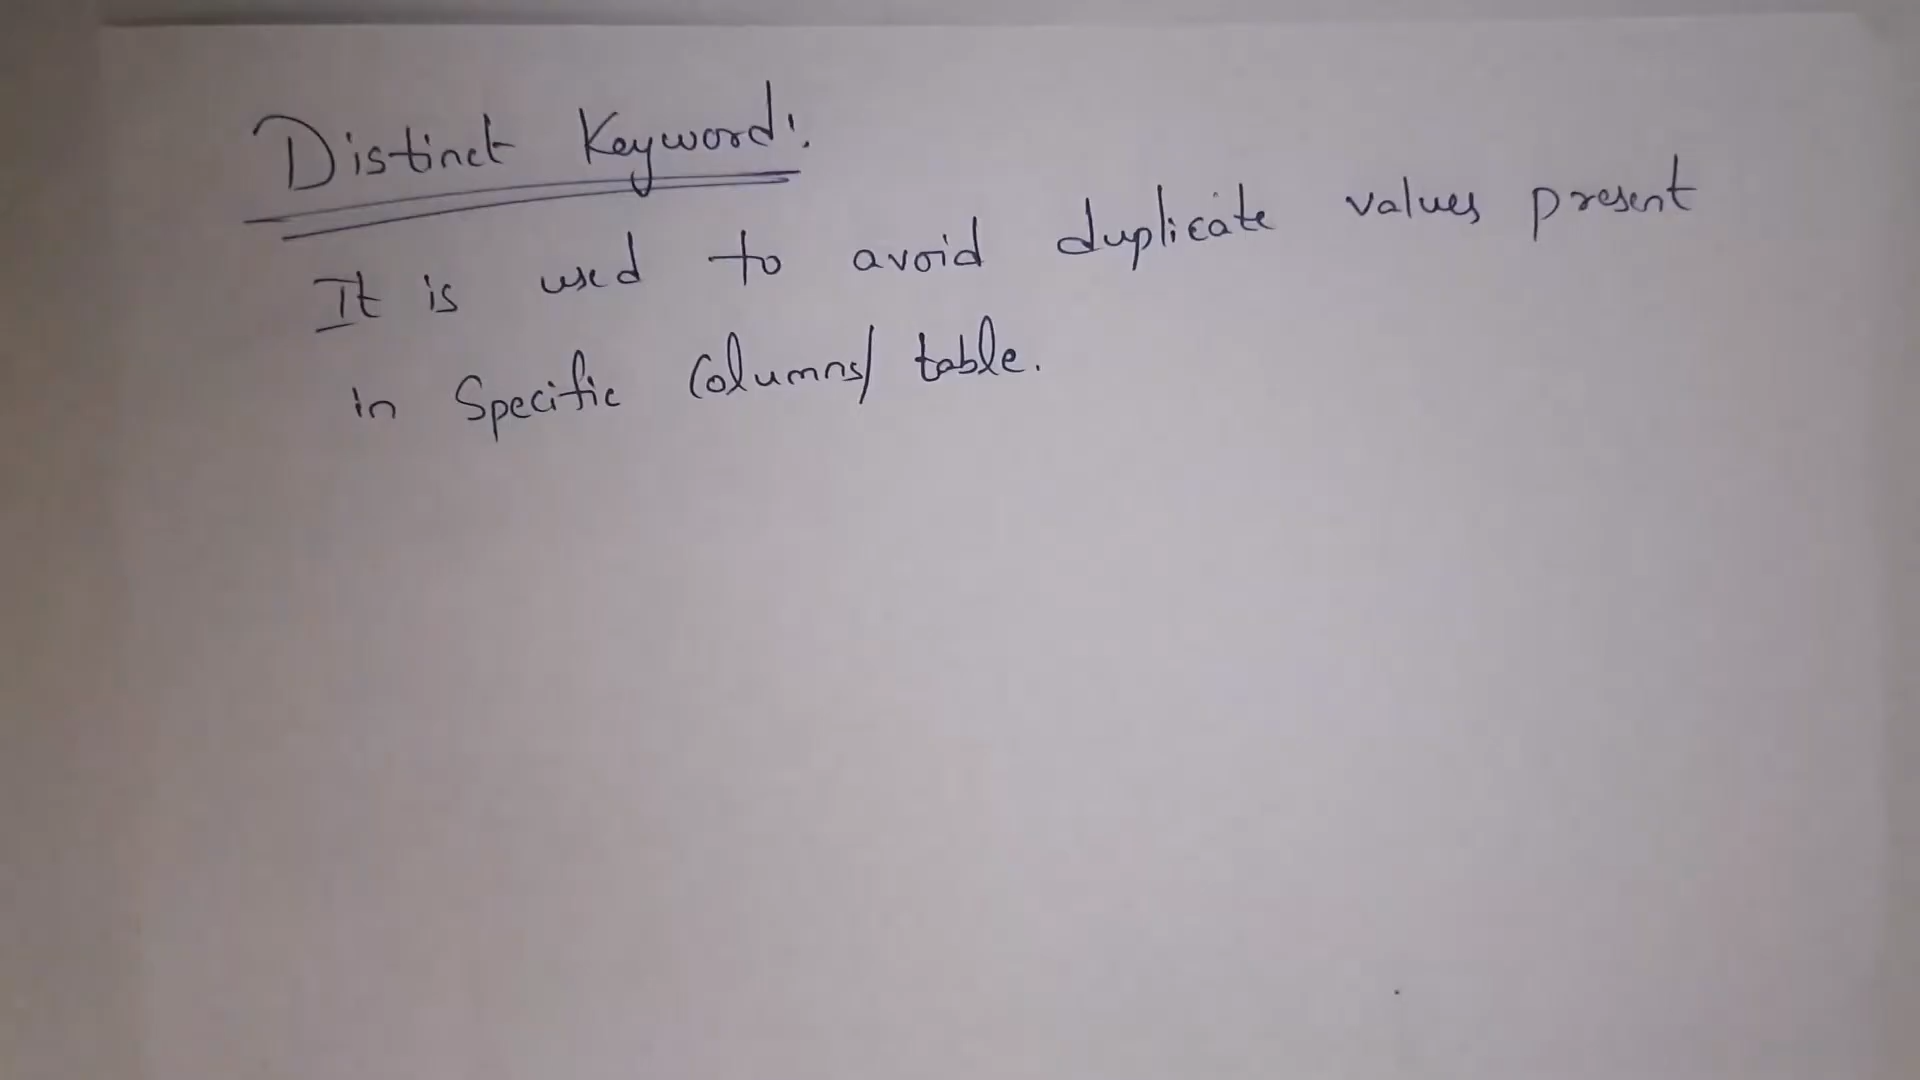 Distinct Keyword:
It is used to avoid duplicate values present
in Specific Columns/ table.